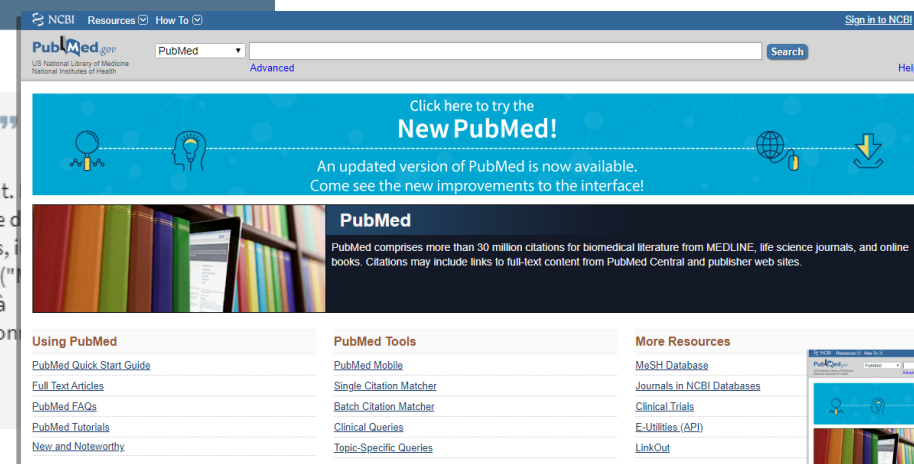 NCBI Resources How To Sign in to NCBI
PubMed.gov
US National Library of Medicine
National Institutes of Health
PubMed
Search
Advanced
Help
Click here to try the
New PubMed!
An updated version of PubMed is now available.
Come see the new improvements to the interface!
PubMed
PubMed comprises more than 30 million citations for biomedical literature from MEDLINE, life science journals, and online
books. Citations may include links to full-text content from PubMed Central and publisher web sites.
Using PubMed
PubMed Quick Start Guide
Full Text Articles
PubMed FAQs
PubMed Tutorials
New and Noteworthy
PubMed Tools
PubMed Mobile
Single Citation Matcher
Batch Citation Matcher
Clinical Queries
Topic-Specific Queries
More Resources
MeSH Database
Journals in NCBI Databases
Clinical Trials
E-Utilities (API)
LinkOut